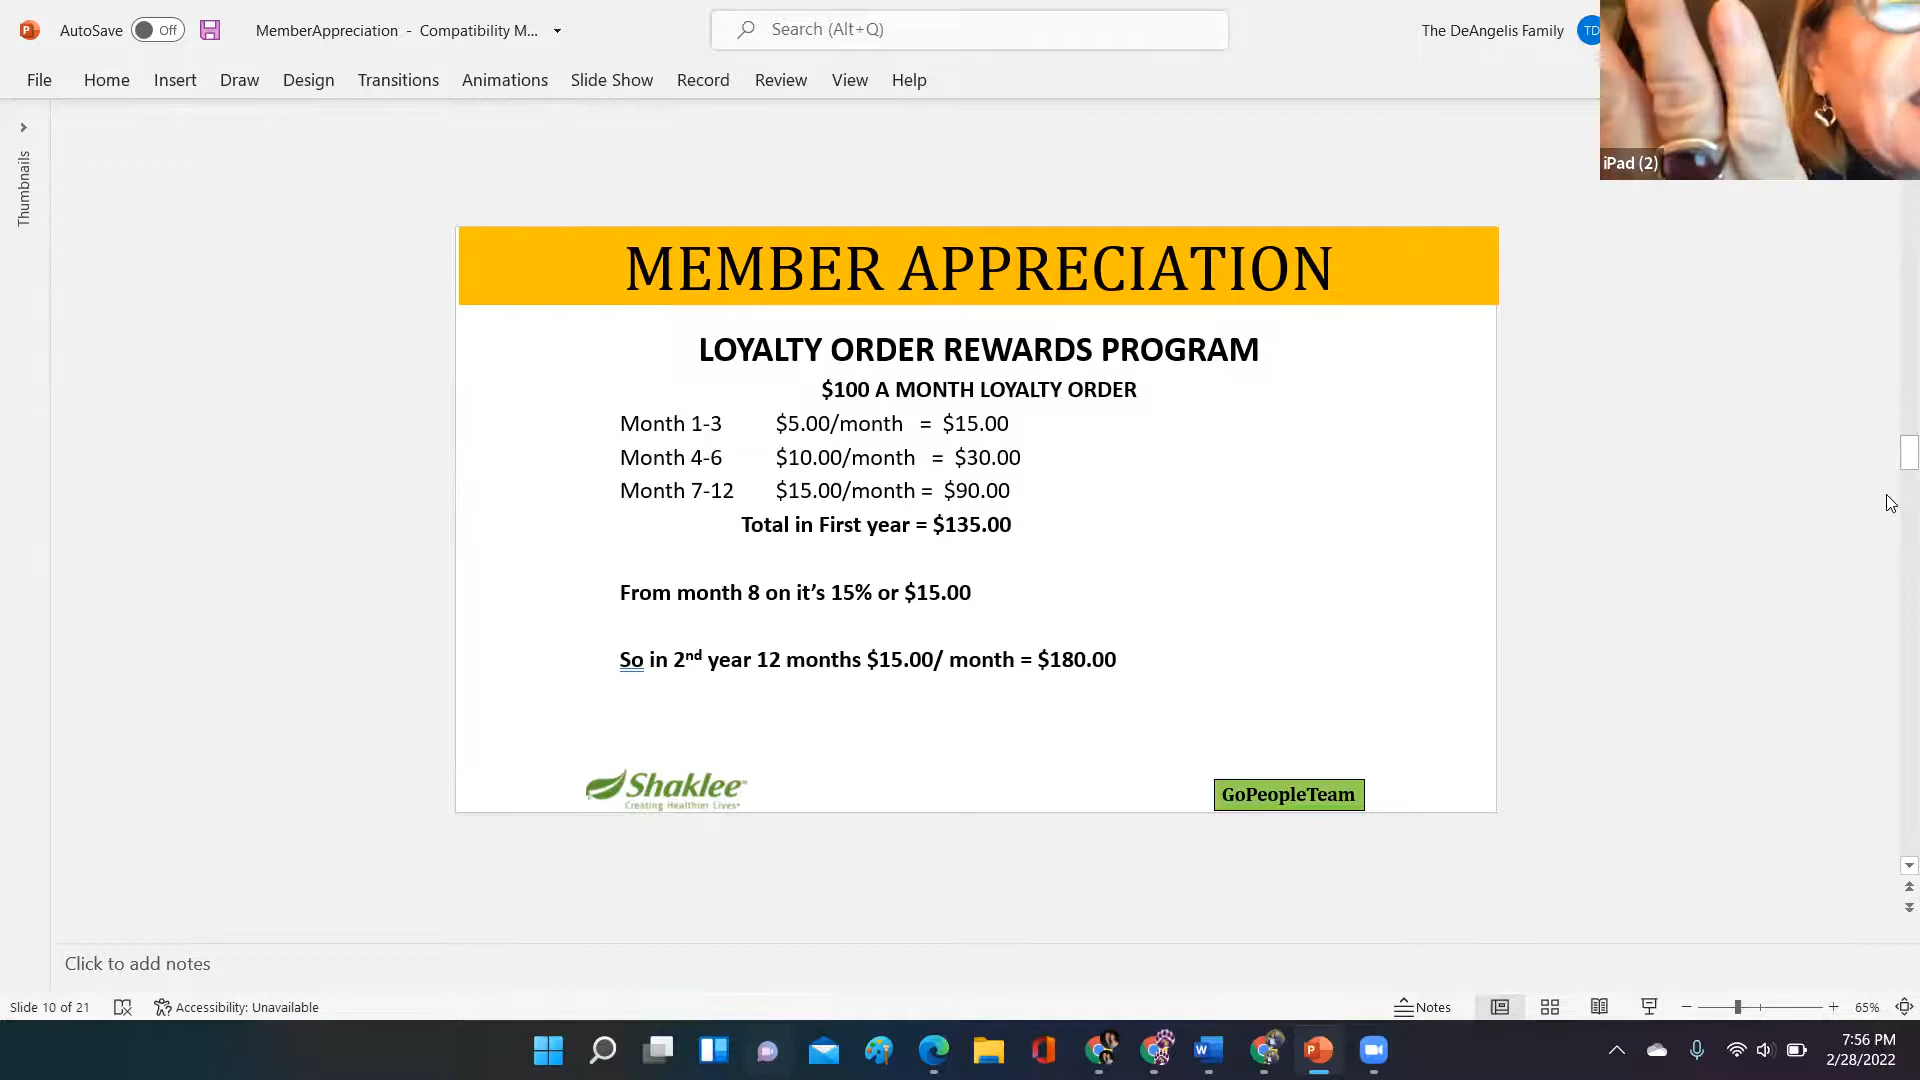 AutoSave Off MemberAppreciation - Compatibility M... Search (Alt+Q) The DeAngelis Family TD
File Home Insert Draw Design Transitions Animations Slide Show Record Review View Help
iPad (2)
Thumbnails
MEMBER APPRECIATION
LOYALTY ORDER REWARDS PROGRAM
$100 A MONTH LOYALTY ORDER
Month 1-3 $5.00/month = $15.00
Month 4-6 $10.00/month = $30.00
Month 7-12 $15.00/month = $90.00
Total in First year = $135.00
From month 8 on it’s 15% or $15.00
So in 2nd year 12 months $15.00/ month = $180.00
Shaklee
Creating Healthier Lives
GoPeopleTeam
Click to add notes
Slide 10 of 21 Accessibility: Unavailable Notes 65%
7:56 PM
2/28/2022